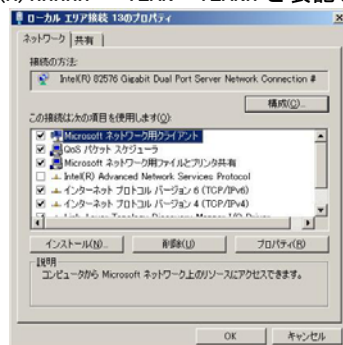 ローカル エリア接続 13のプロパティ
ネットワーク 共有
接続の方法:
Intel(R) 82576 Gigabit Dual Port Server Network Connection #
構成(C)...
この接続は次の項目を使用します(O):
Microsoft ネットワーク用クライアント
QoS パケット スケジューラ
Microsoft ネットワーク用ファイルとプリンタ共有
Intel(R) Advanced Network Services Protocol
インターネット プロトコル バージョン 6 (TCP/IPv6)
インターネット プロトコル バージョン 4 (TCP/IPv4)
インストール(N)... 削除(U) プロパティ(R)
説明
コンピュータから Microsoft ネットワーク上のリソースにアクセスできます。
OK キャンセル